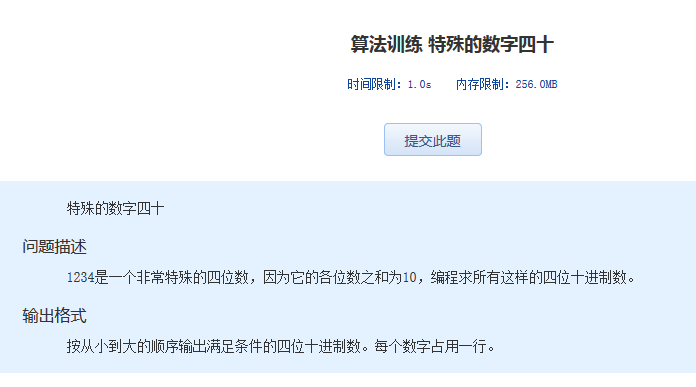 算法训练 特殊的数字四十
时间限制：1.0s 内存限制：256.0MB
提交此题
特殊的数字四十
问题描述
1234是一个非常特殊的四位数，因为它的各位数之和为10，编程求所有这样的四位十进制数。
输出格式
按从小到大的顺序输出满足条件的四位十进制数。每个数字占用一行。